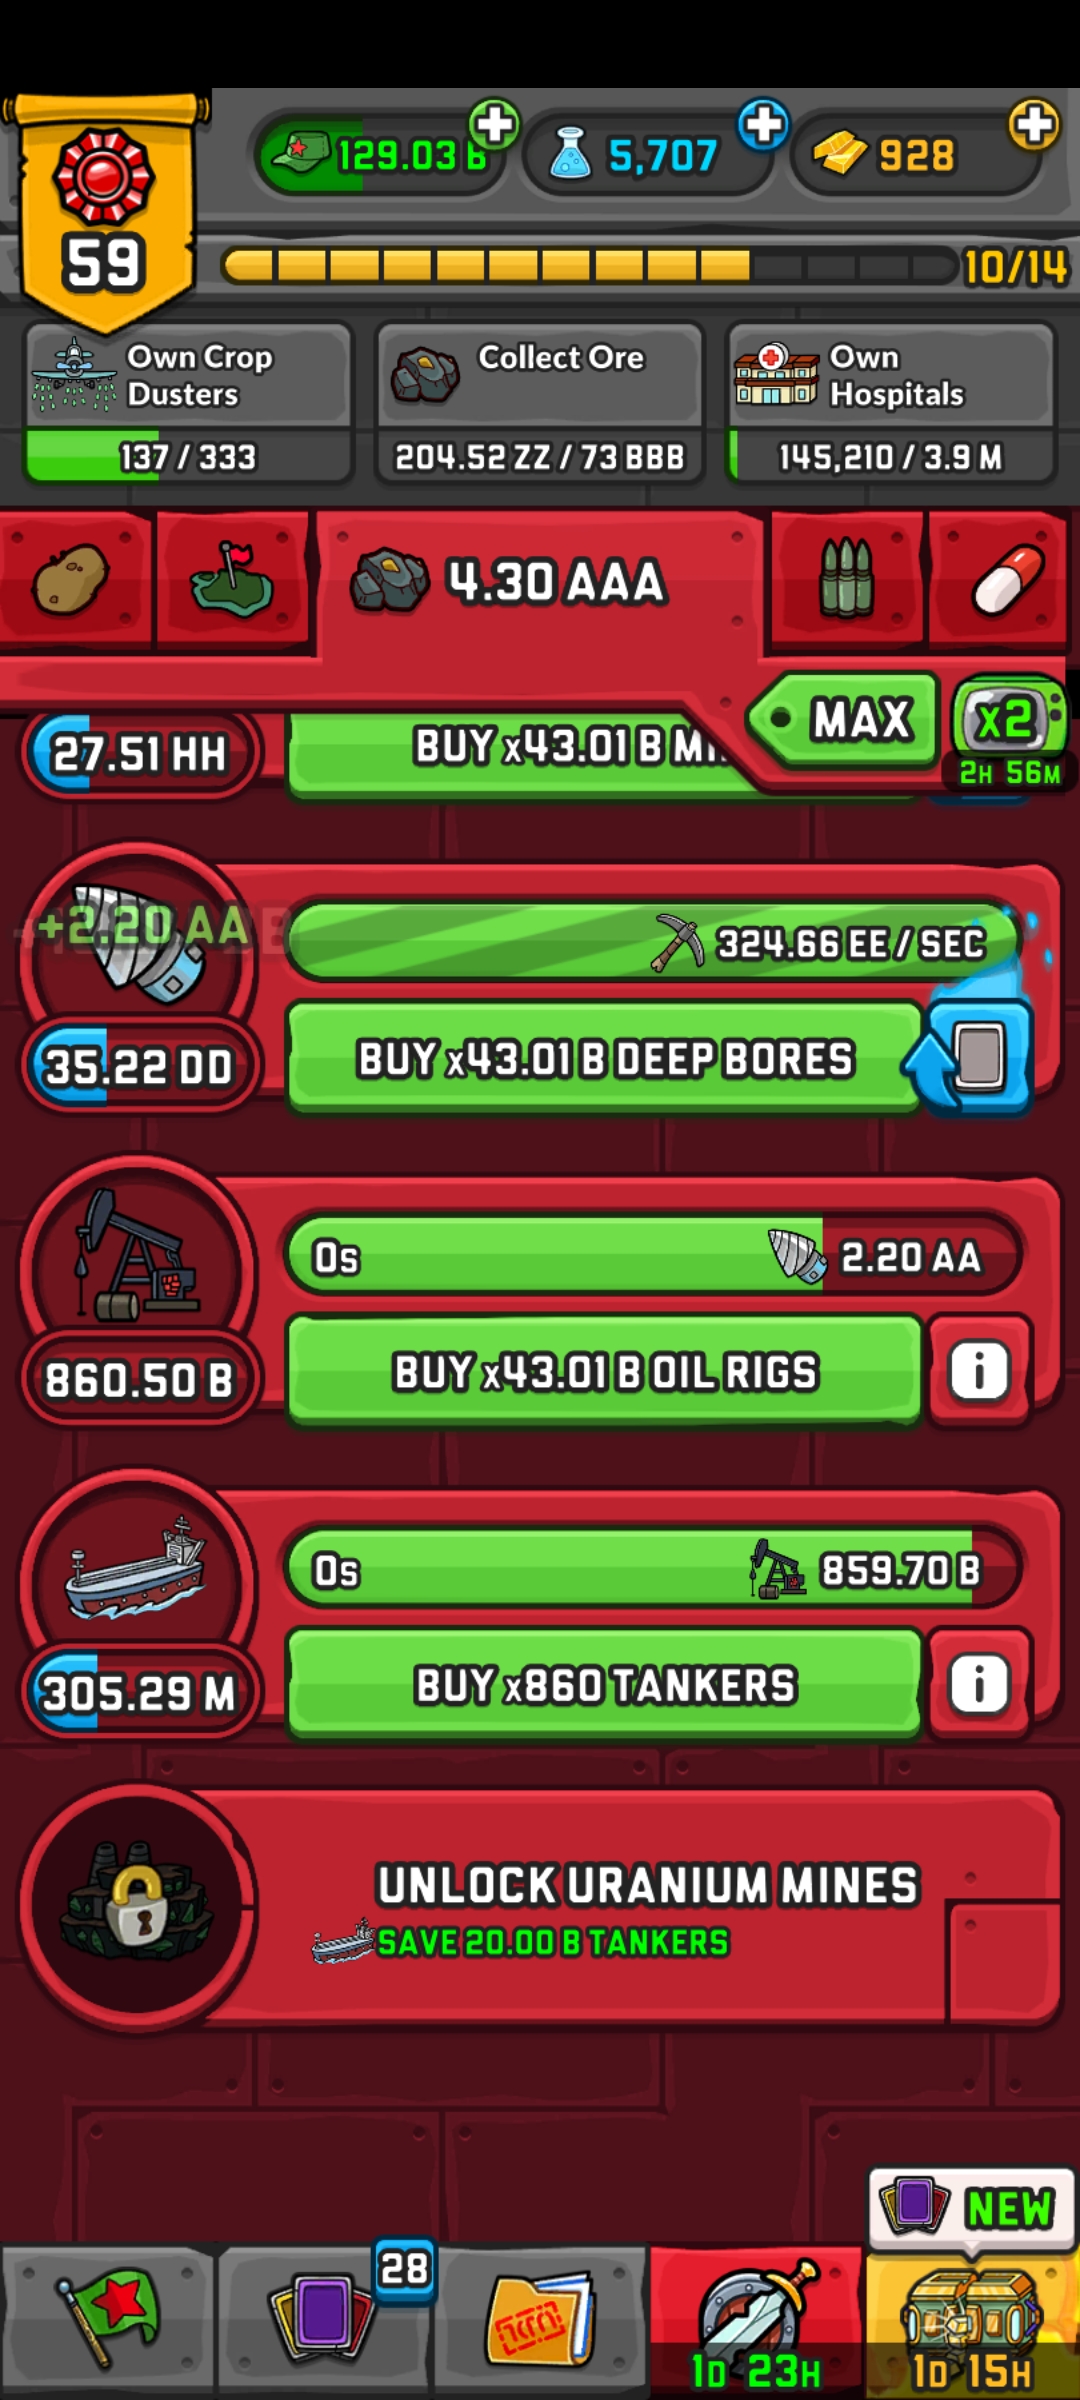 129.03 B
5,707
928
59
10/14
Own Crop
Dusters
137 / 333
Collect Ore
204.52 ZZ / 73 BBB
Own
Hospitals
145,210 / 3.9 M
4.30 AAA
MAX
x2
2H 56M
27.51 HH
BUY x43.01 B
+2.20 AA
324.66 EE / SEC
35.22 DD
BUY x43.01 B DEEP BORES
0s
2.20 AA
860.50 B
BUY x43.01 B OIL RIGS
i
0s
859.70 B
305.29 M
BUY x860 TANKERS
i
UNLOCK URANIUM MINES
SAVE 20.00 B TANKERS
NEW
28
1D 23H
1D 15H